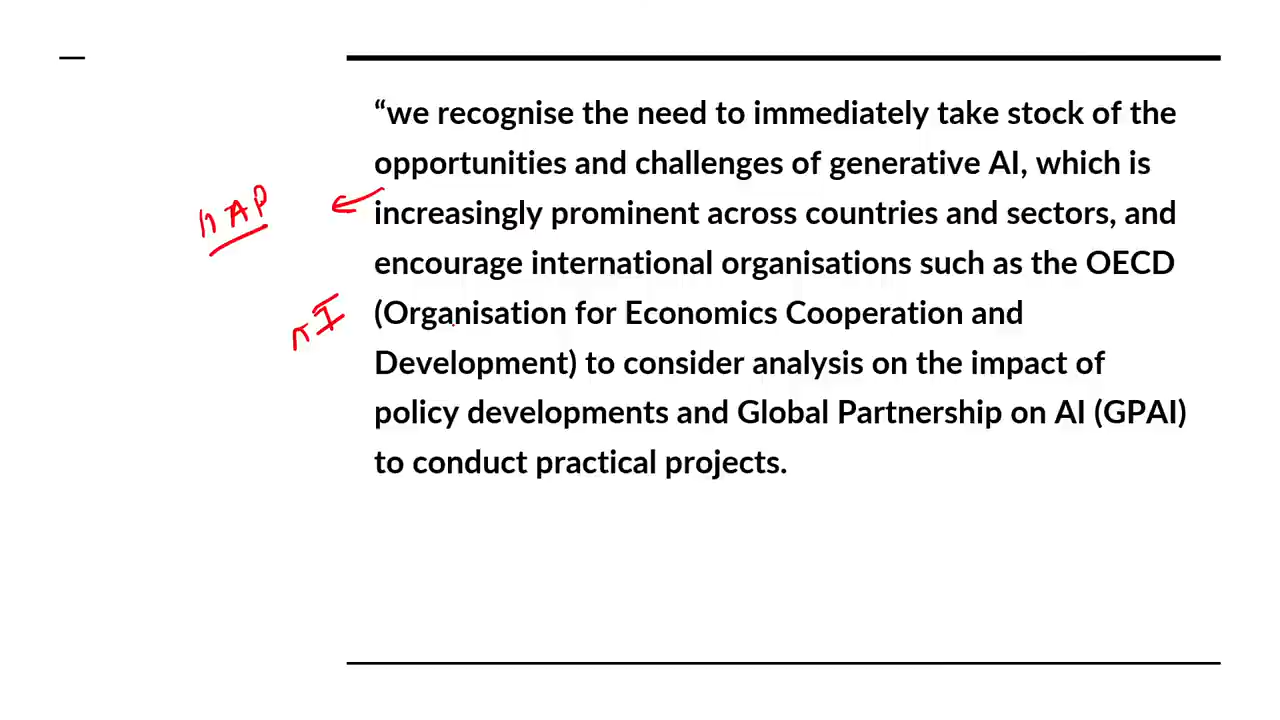 “we recognise the need to immediately take stock of the
opportunities and challenges of generative AI, which is
increasingly prominent across countries and sectors, and
encourage international organisations such as the OECD
(Organisation for Economics Cooperation and
Development) to consider analysis on the impact of
policy developments and Global Partnership on AI (GPAI)
to conduct practical projects.